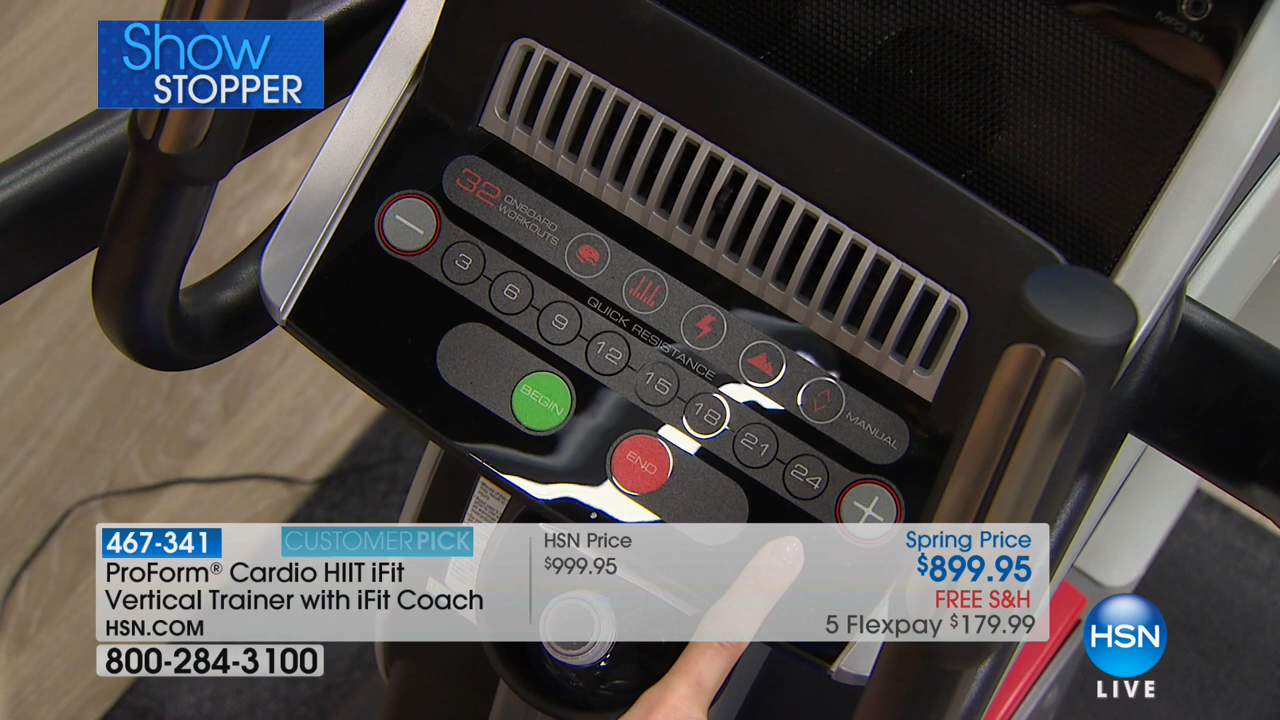 Show
STOPPER
MP3 IN
32 ONBOARD
WORKOUTS
MANUAL
3 6 9 12 15 18 21 24
QUICK RESISTANCE
BEGIN
END
467-341
CUSTOMER PICK
ProForm® Cardio HIIT iFit
Vertical Trainer with iFit Coach
HSN.COM
800-284-3100
HSN Price
$999.95
Spring Price
$899.95
FREE S&H
5 Flexpay $179.99
HSN
LIVE